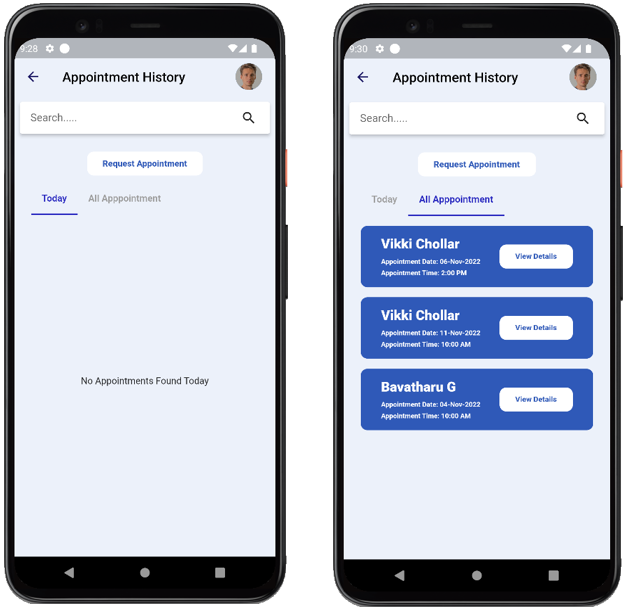 9:28
Appointment History
Search.....
Request Appointment
Today
All Apppointment
No Appointments Found Today
9:30
Appointment History
Search.....
Request Appointment
Today
All Apppointment
Vikki Chollar
Appointment Date: 06-Nov-2022
Appointment Time: 2:00 PM
View Details
Vikki Chollar
Appointment Date: 11-Nov-2022
Appointment Time: 10:00 AM
View Details
Bavatharu G
Appointment Date: 04-Nov-2022
Appointment Time: 10:00 AM
View Details